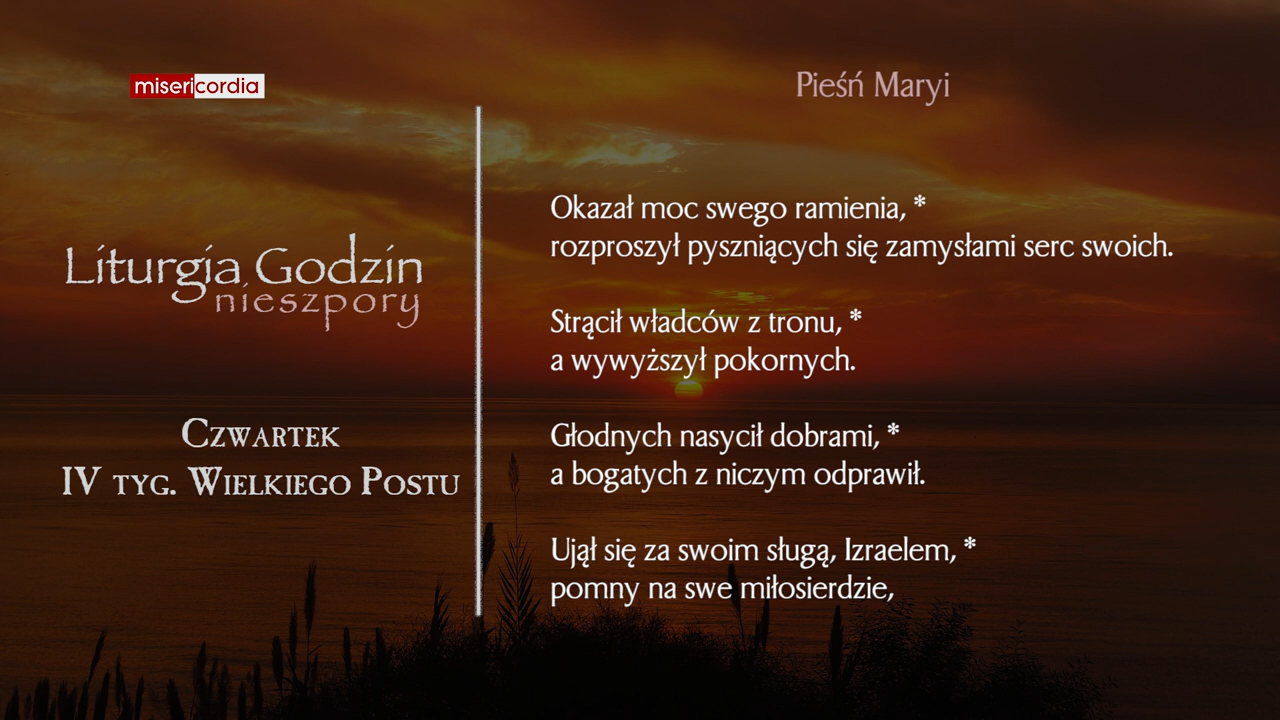 misericordia
Liturgia Godzin
nieszpory
Czwartek
IV tyg. Wielkiego Postu
Pieśń Maryi
Okazał moc swego ramienia, *
rozproszył pyszniących się zamysłami serc swoich.
Strącił władców z tronu, *
a wywyższył pokornych.
Głodnych nasycił dobrami, *
a bogatych z niczym odprawił.
Ujął się za swoim sługą, Izraelem, *
pomny na swe miłosierdzie,